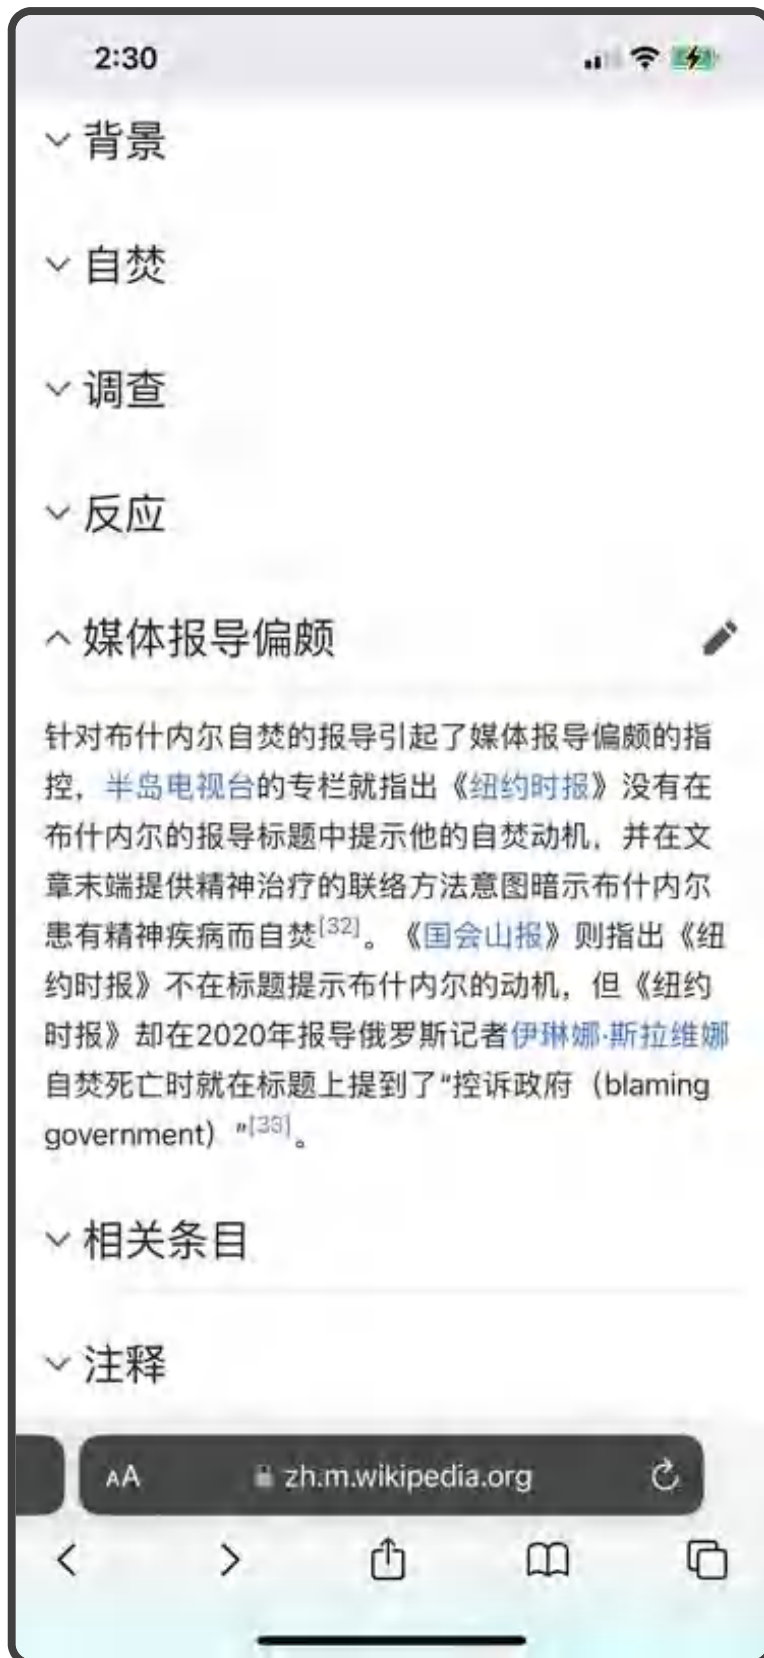 2:30
背景
自焚
调查
反应
媒体报导偏颇
针对布什内尔自焚的报导引起了媒体报导偏颇的指
控，半岛电视台的专栏就指出《纽约时报》没有在
布什内尔的报导标题中提示他的自焚动机，并在文
章末端提供精神治疗的联络方法意图暗示布什内尔
患有精神疾病而自焚[32]。《国会山报》则指出《纽
约时报》不在标题提示布什内尔的动机，但《纽约
时报》却在2020年报导俄罗斯记者伊琳娜·斯拉维娜
自焚死亡时就在标题上提到了“控诉政府（blaming
government）”[33]。
相关条目
注释
AA zh.m.wikipedia.org